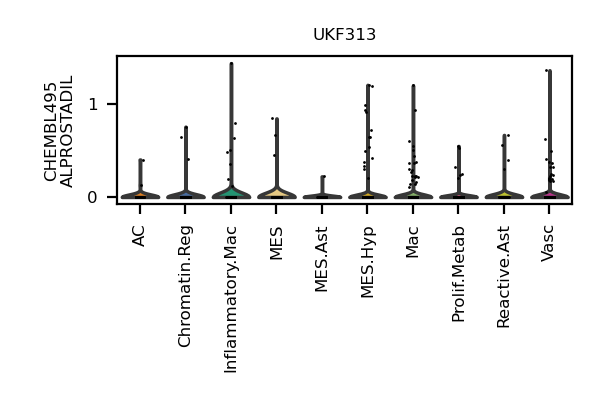 UKF313
CHEMBL495
ALPROSTADIL
1
0
AC
Chromatin.Reg
Inflammatory.Mac
MES
MES.Ast
MES.Hyp
Mac
Prolif.Metab
Reactive.Ast
Vasc